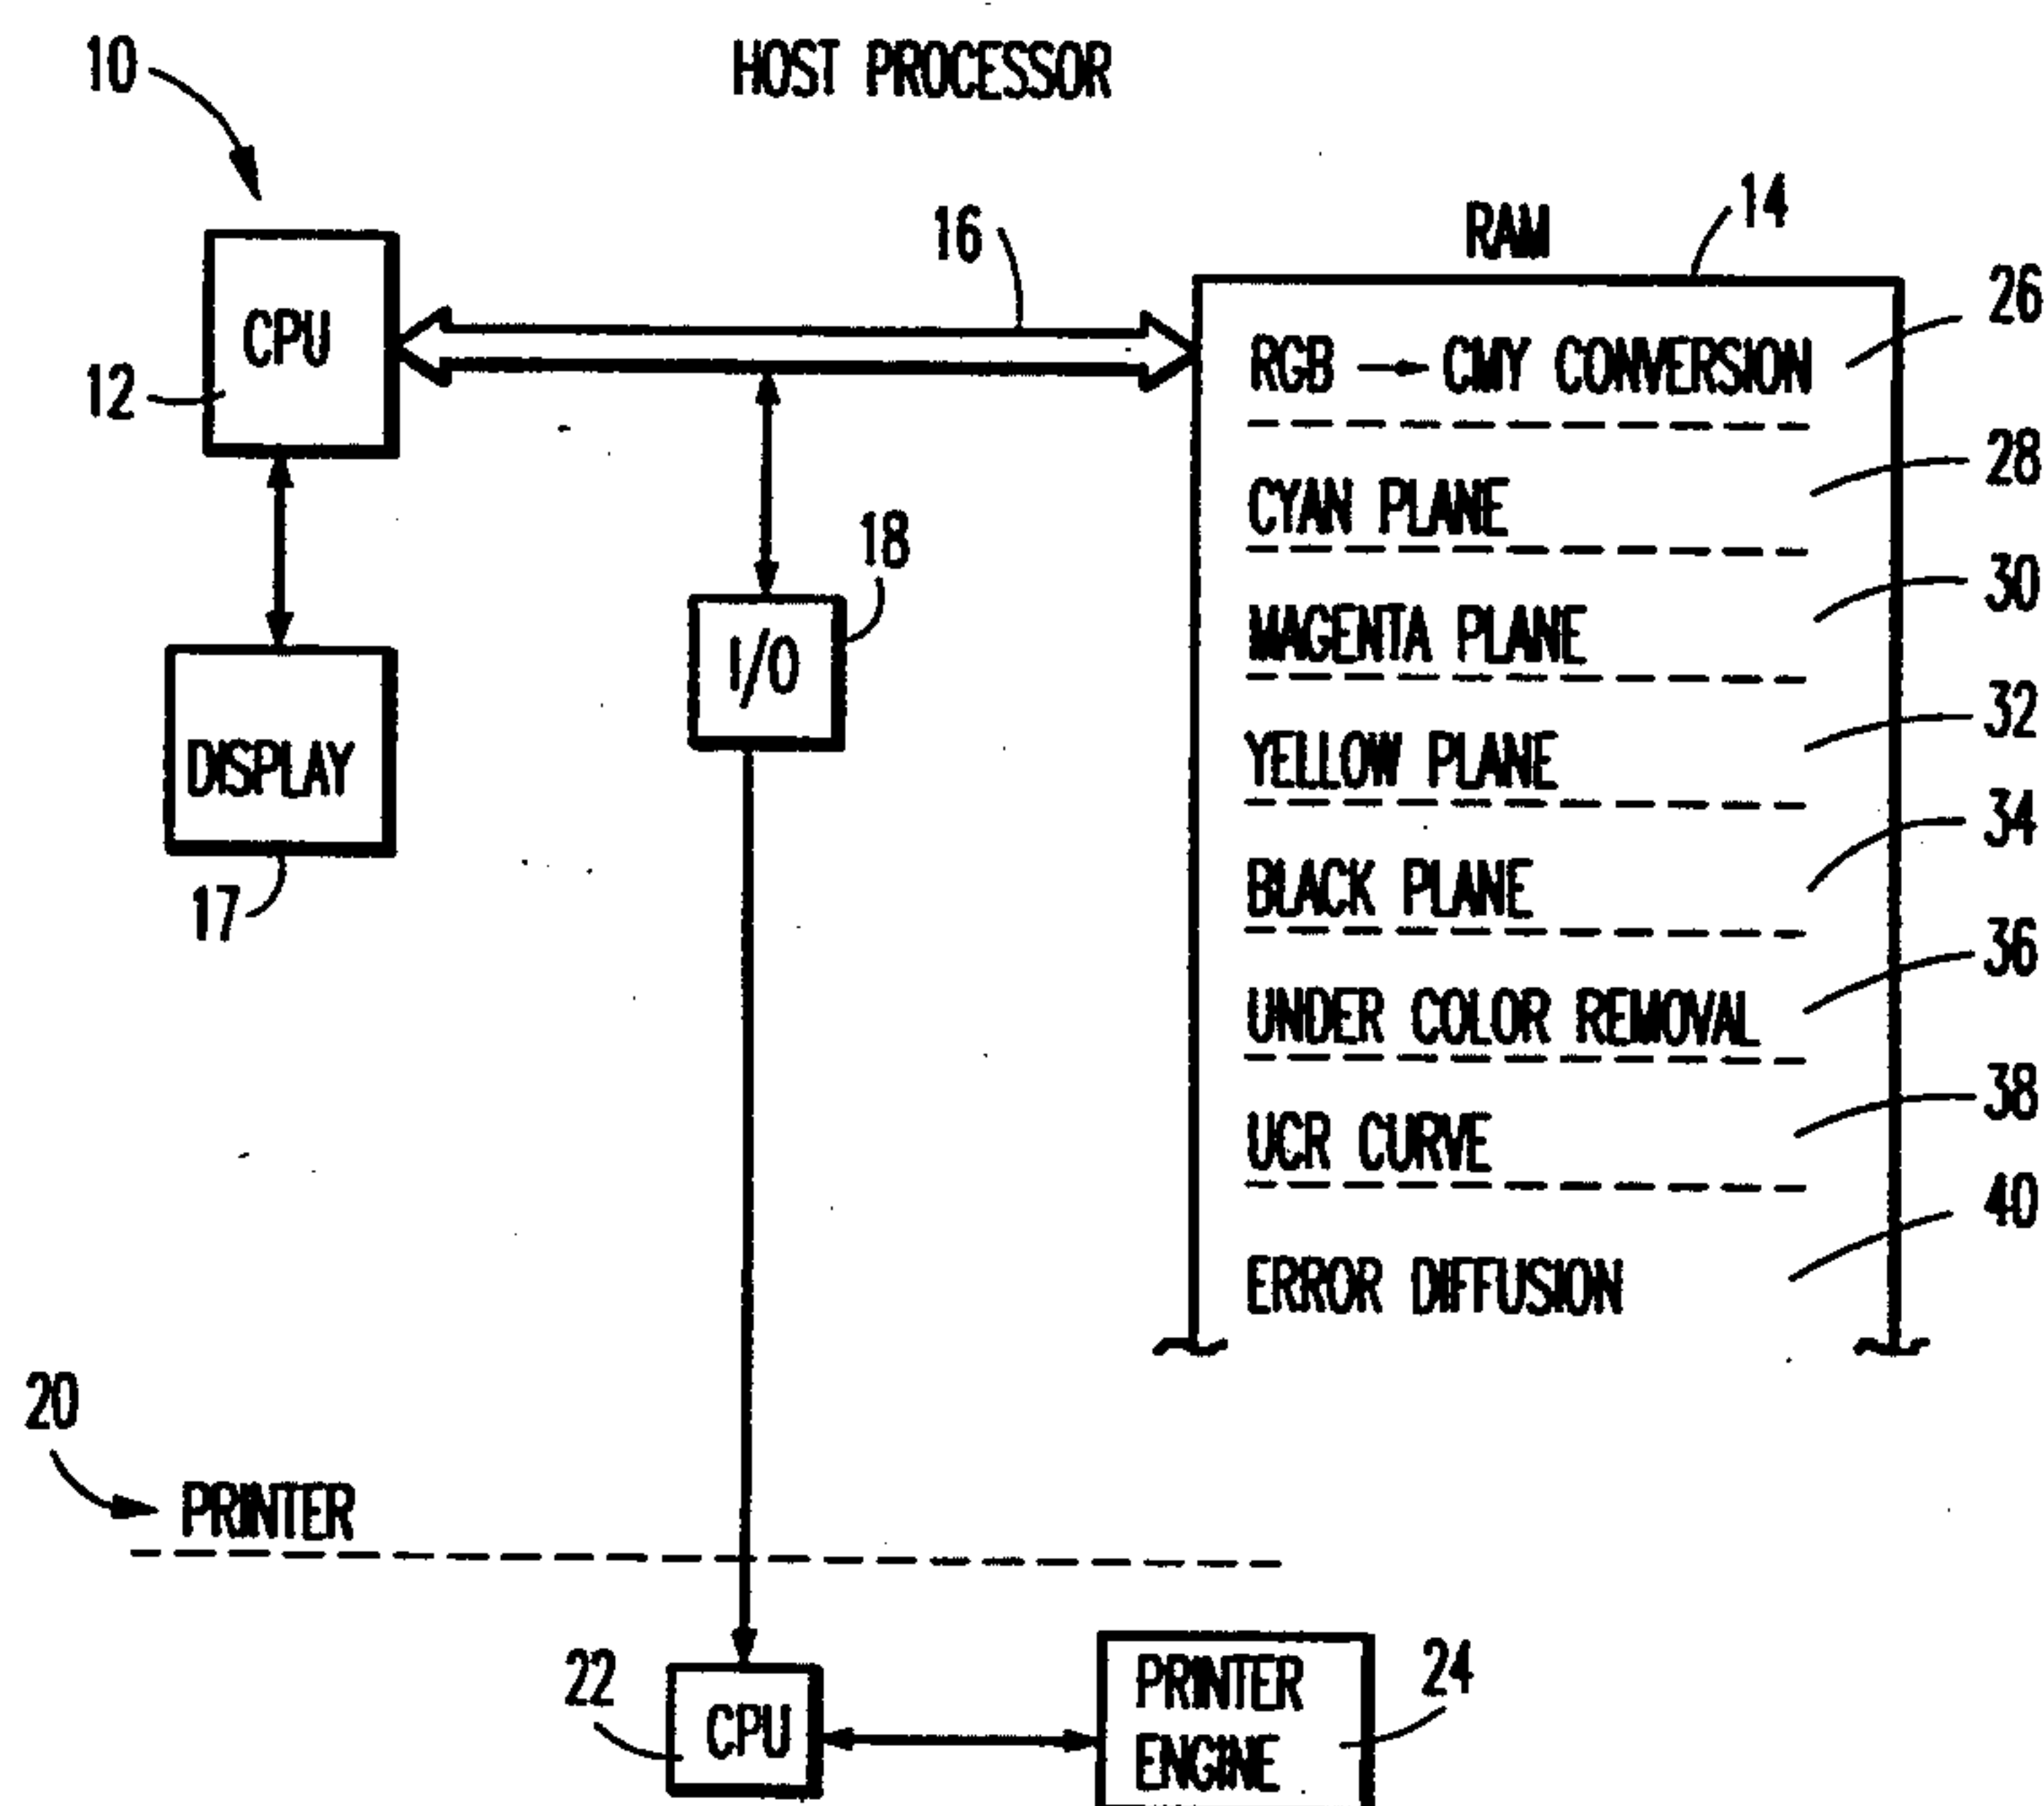 10
HOST PROCESSOR
16
RAM
14
CPU
12
RGB → CMY CONVERSION
26
CYAN PLANE
28
18
I/O
MAGENTA PLANE
30
DISPLAY
17
YELLOW PLANE
32
BLACK PLANE
34
UNDER COLOR REMOVAL
36
UCR CURVE
38
ERROR DIFFUSION
40
20
PRINTER
22
CPU
PRINTER
ENGINE
24